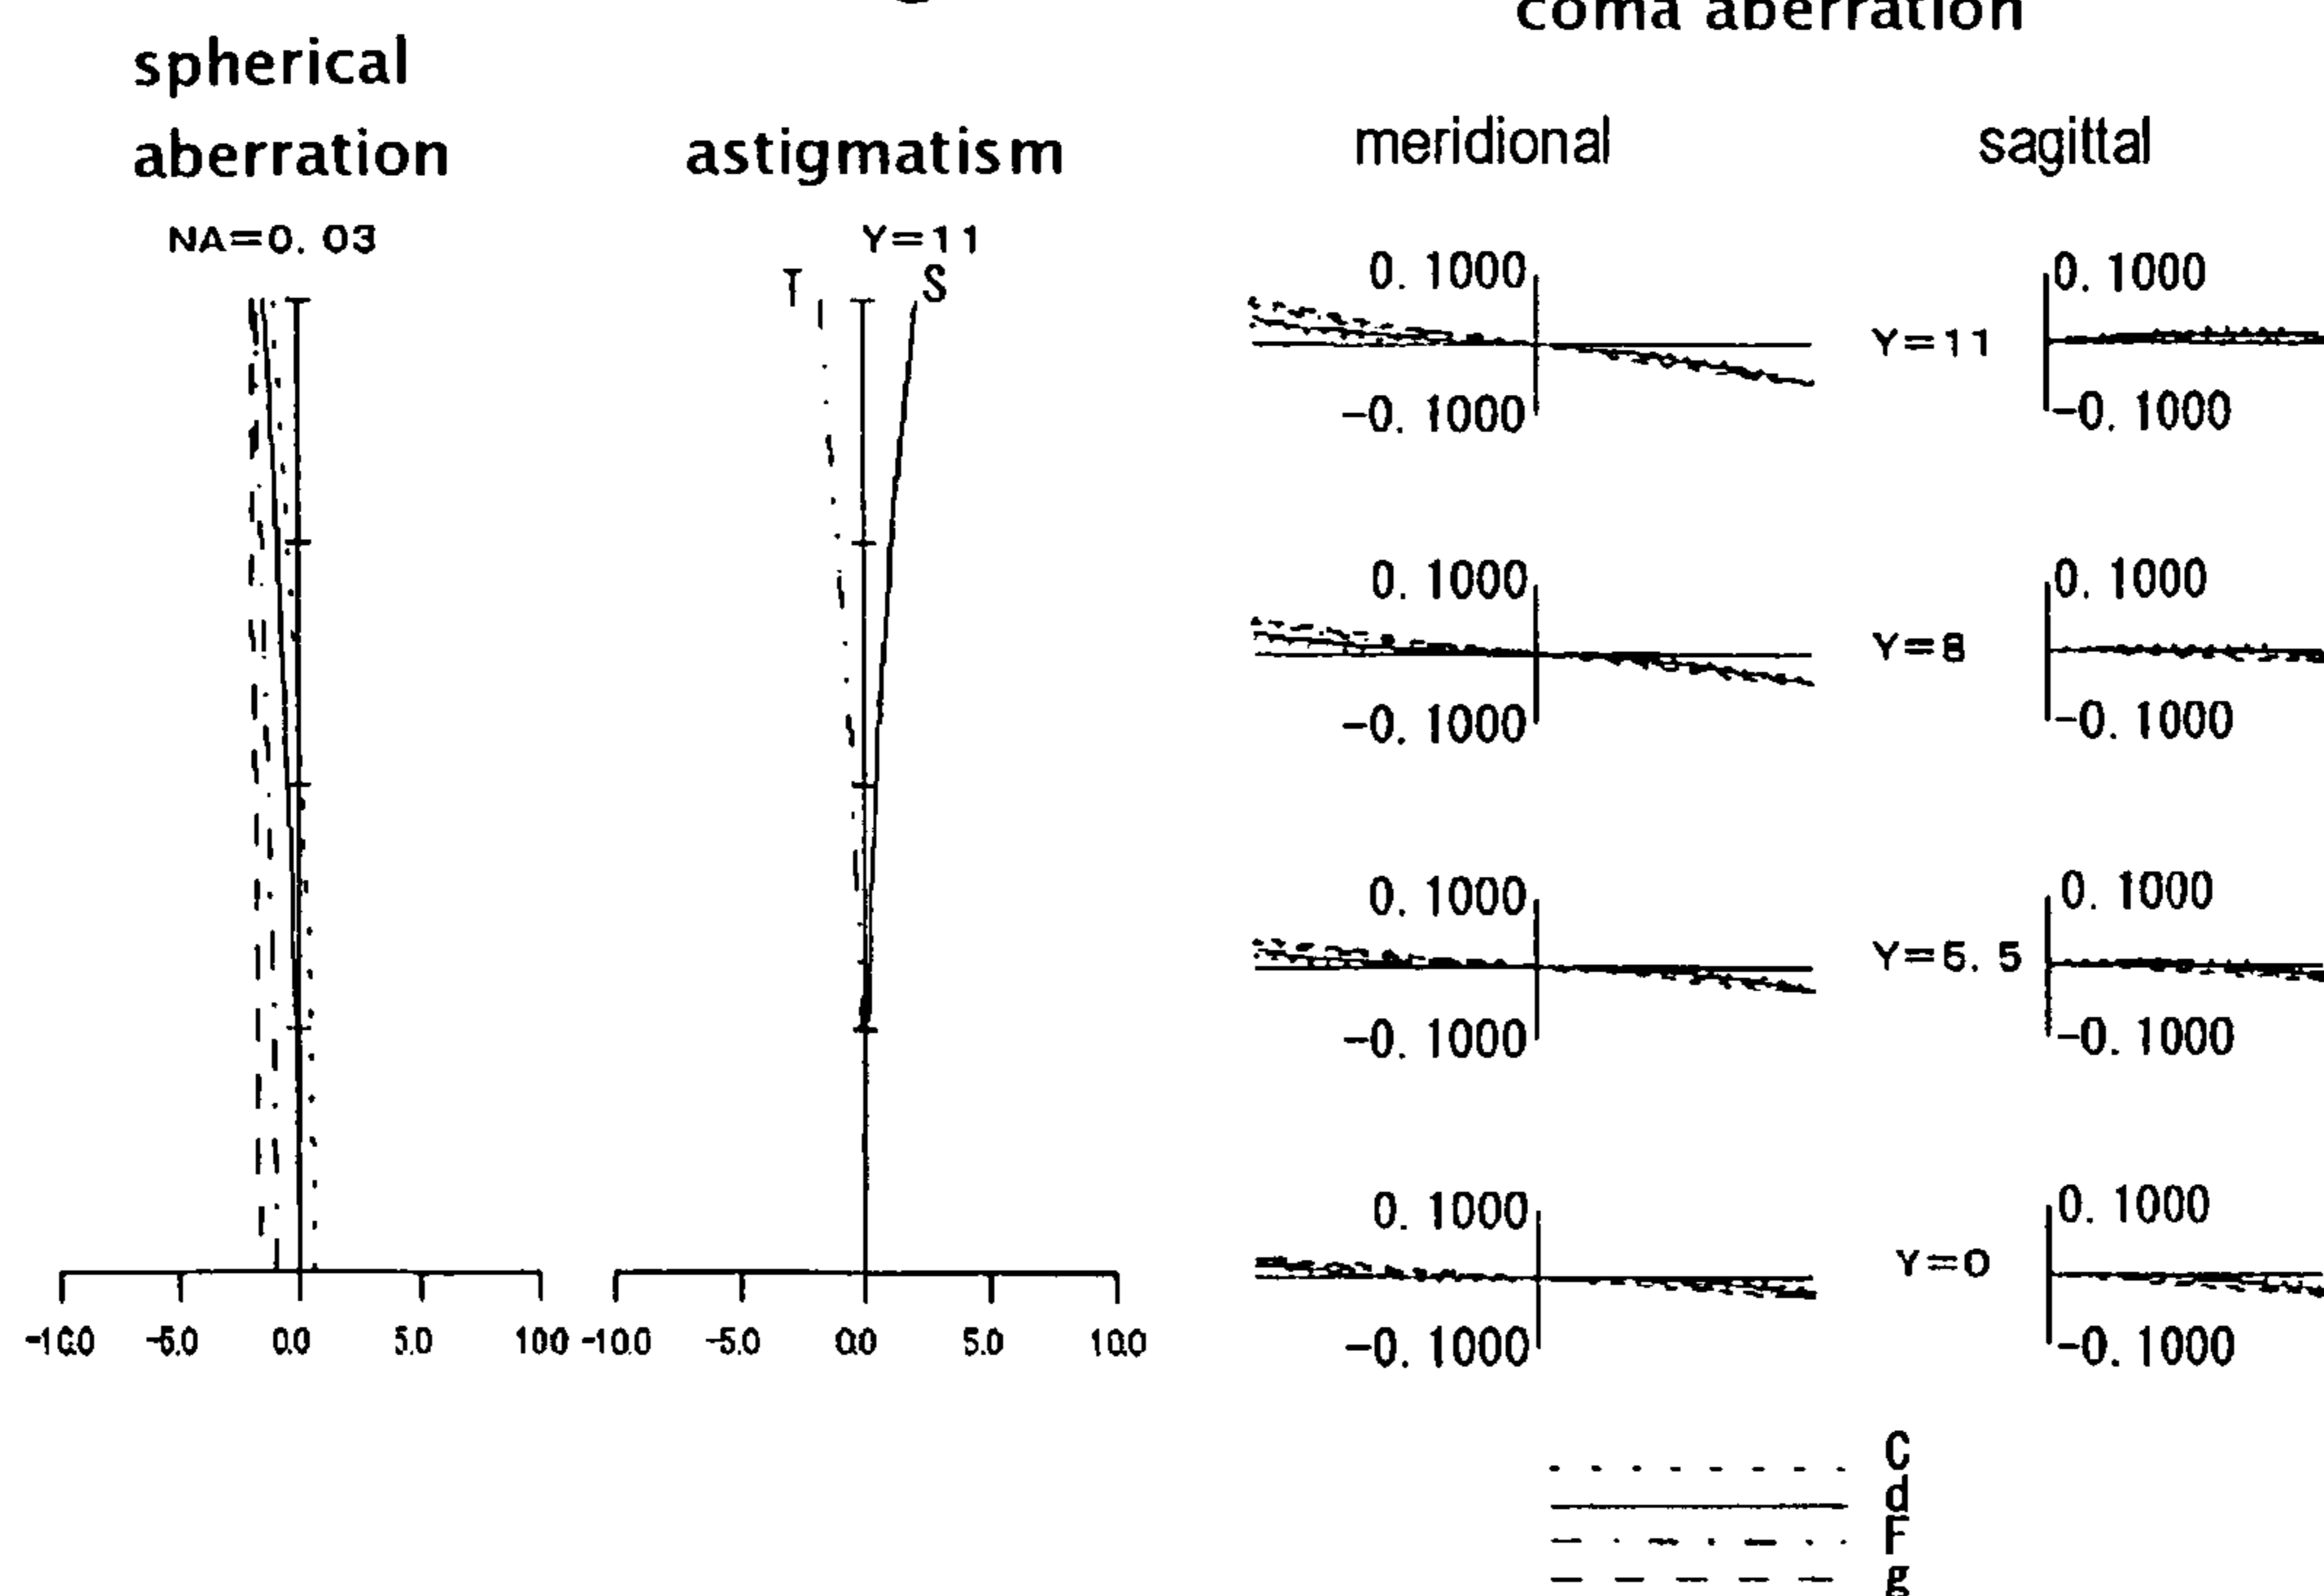 coma aberration
spherical
aberration
astigmatism
meridional
sagittal
NA=0. 03
Y=11
T
S
0. 1000
-0. 1000
Y=11
0. 1000
-0. 1000
0. 1000
-0. 1000
Y=8
0. 1000
-0. 1000
0. 1000
-0. 1000
0. 1000
-0. 1000
0. 1000
-0. 1000
Y=0
0. 1000
-0. 1000
-10.0 -5.0 0.0 5.0 10.0
-10.0 -5.0 0.0 5.0 10.0
C
d
F